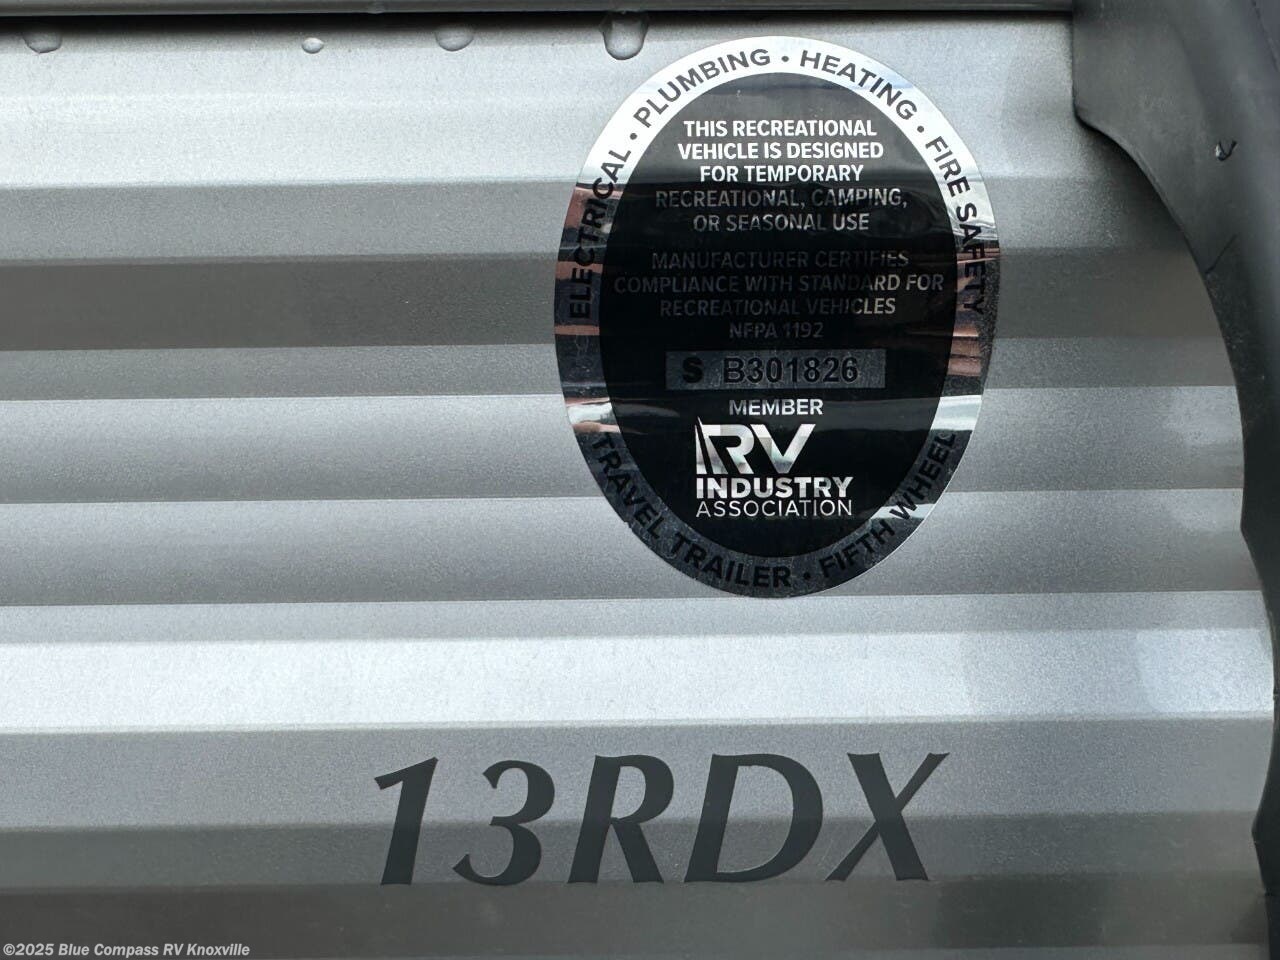 ELECTRICAL • PLUMBING • HEATING • FIRE SAFETY
THIS RECREATIONAL
VEHICLE IS DESIGNED
FOR TEMPORARY
RECREATIONAL, CAMPING,
OR SEASONAL USE
MANUFACTURER CERTIFIES
COMPLIANCE WITH STANDARD FOR
RECREATIONAL VEHICLES
NFPA 1192
S B301826
MEMBER
RV
INDUSTRY
ASSOCIATION
TRAVEL TRAILER • FIFTH WHEEL
13RDX
©2025 Blue Compass RV Knoxville